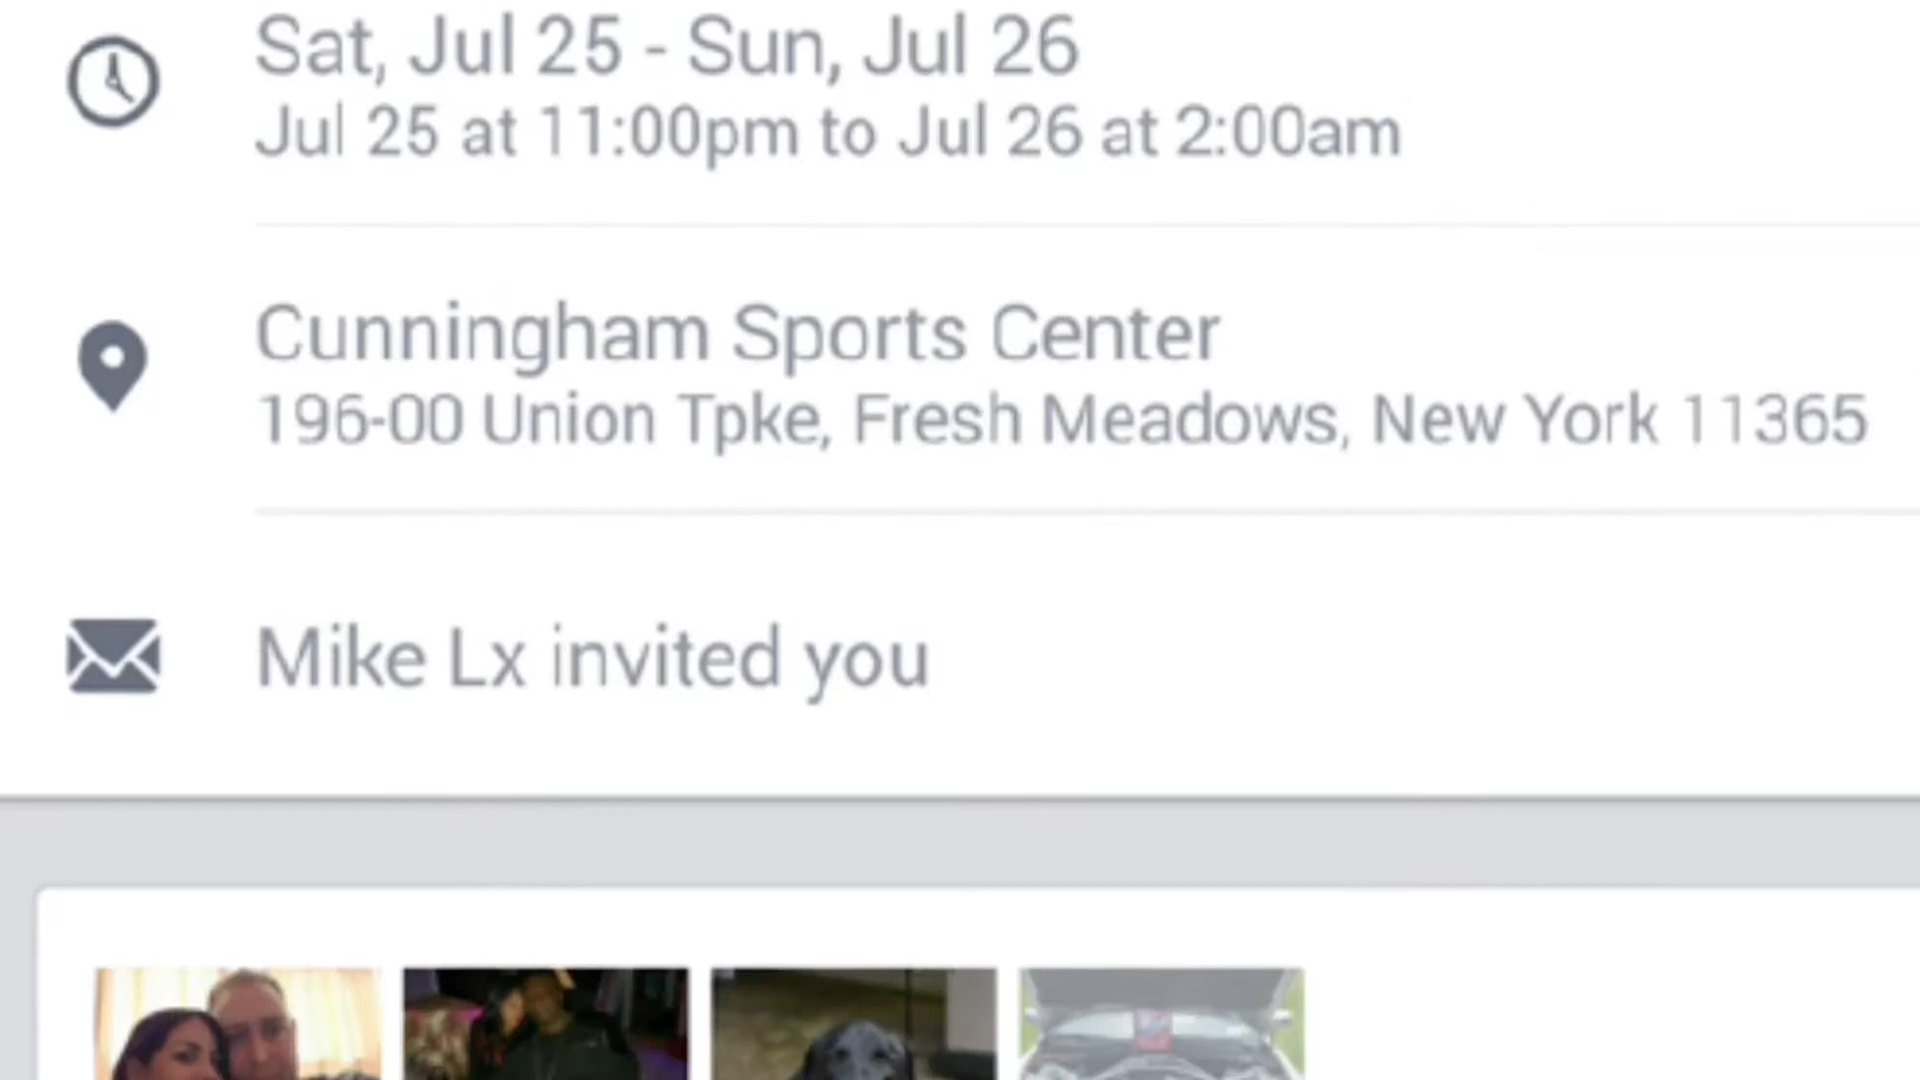 Sat, Jul 25 - Sun, Jul 26
Jul 25 at 11:00pm to Jul 26 at 2:00am
Cunningham Sports Center
196-00 Union Tpke, Fresh Meadows, New York 11365
Mike Lx invited you